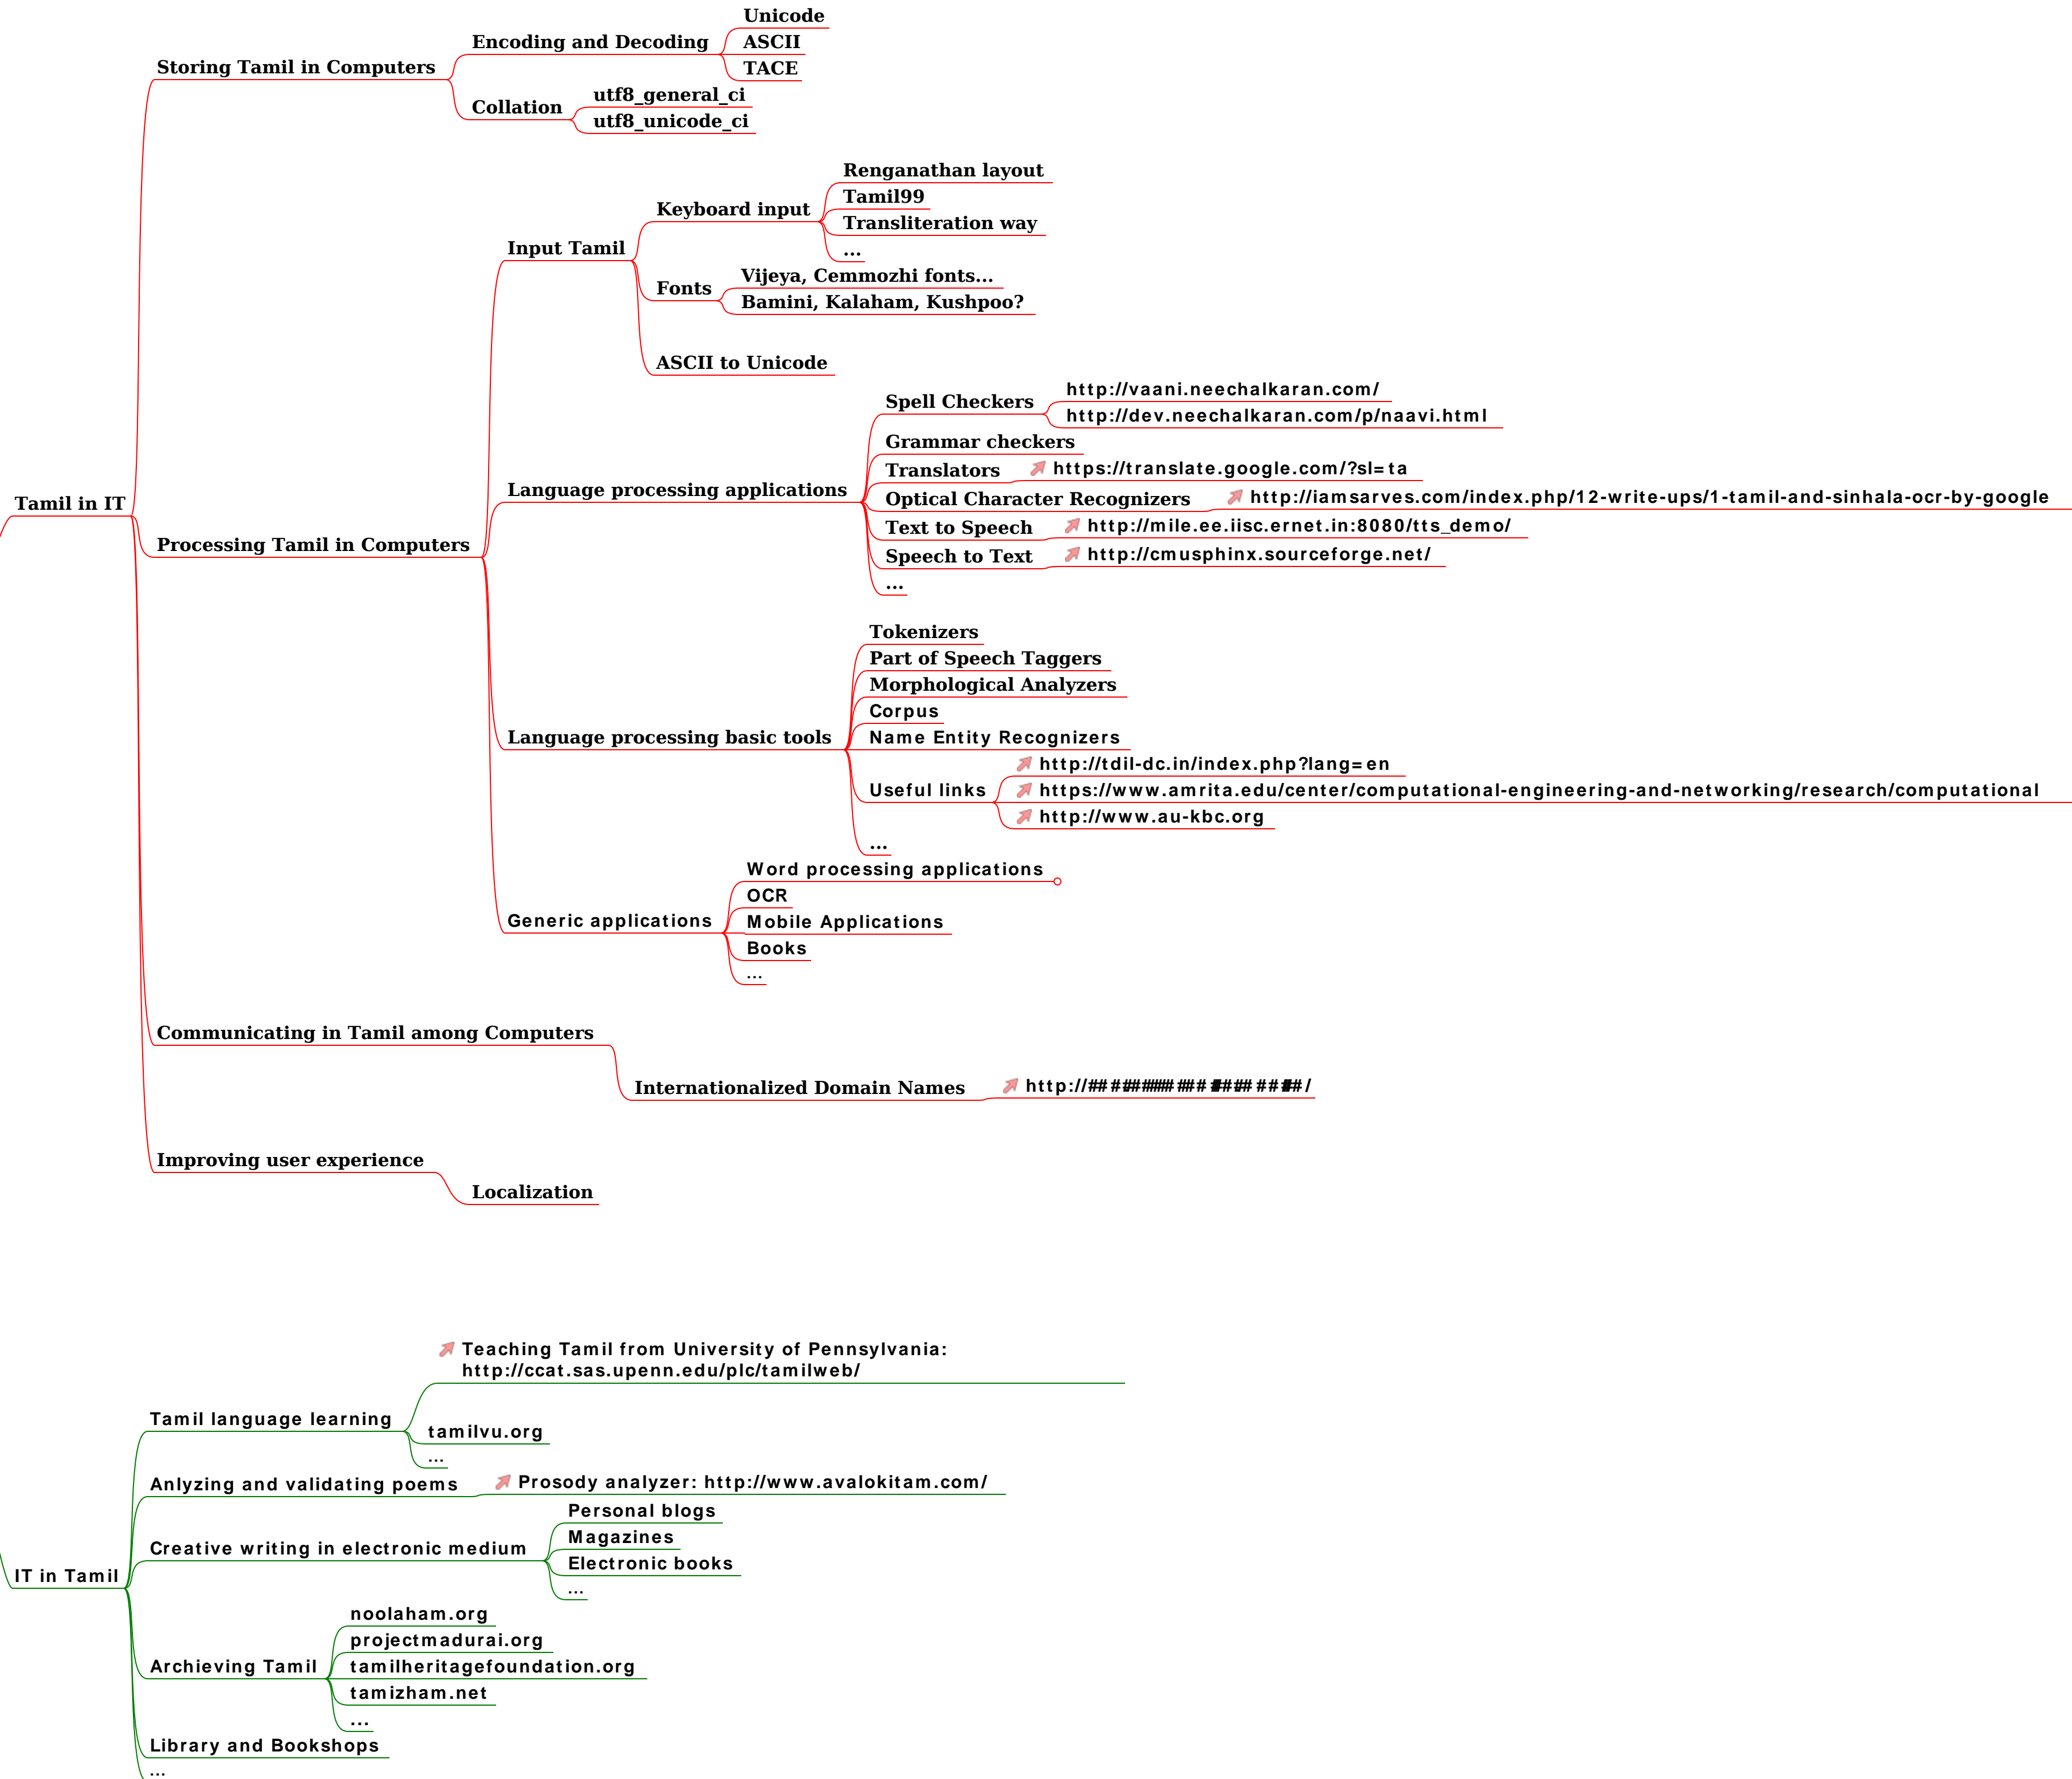 Tamil in IT
Storing Tamil in Computers
Encoding and Decoding
Unicode
ASCII
TACE
Collation
utf8_general_ci
utf8_unicode_ci
Processing Tamil in Computers
Input Tamil
Keyboard input
Renganathan layout
Tamil99
Transliteration way
...
Fonts
Vijeya, Cemmozhi fonts...
Bamini, Kalaham, Kushpoo?
ASCII to Unicode
Language processing applications
Spell Checkers
http://vaani.neechalkaran.com/
http://dev.neechalkaran.com/p/naavi.html
Grammar checkers
Translators
https://translate.google.com/?sl=ta
Optical Character Recognizers
http://iamsarves.com/index.php/12-write-ups/1-tamil-and-sinhala-ocr-by-google
Text to Speech
http://mile.ee.iisc.ernet.in:8080/tts_demo/
Speech to Text
http://cmusphinx.sourceforge.net/
...
Language processing basic tools
Tokenizers
Part of Speech Taggers
Morphological Analyzers
Corpus
Name Entity Recognizers
Useful links
http://tdil-dc.in/index.php?lang=en
https://www.amrita.edu/center/computational-engineering-and-networking/research/computational
http://www.au-kbc.org
...
Generic applications
Word processing applications
OCR
Mobile Applications
Books
...
Communicating in Tamil among Computers
Internationalized Domain Names
Improving user experience
Localization
IT in Tamil
Tamil language learning
Teaching Tamil from University of Pennsylvania:
http://ccat.sas.upenn.edu/plc/tamilweb/
tamilvu.org
...
Anlyzing and validating poems
Prosody analyzer: http://www.avalokitam.com/
Creative writing in electronic medium
Personal blogs
Magazines
Electronic books
...
Archieving Tamil
noolaham.org
projectmadurai.org
tamilheritagefoundation.org
tamizham.net
...
Library and Bookshops
...